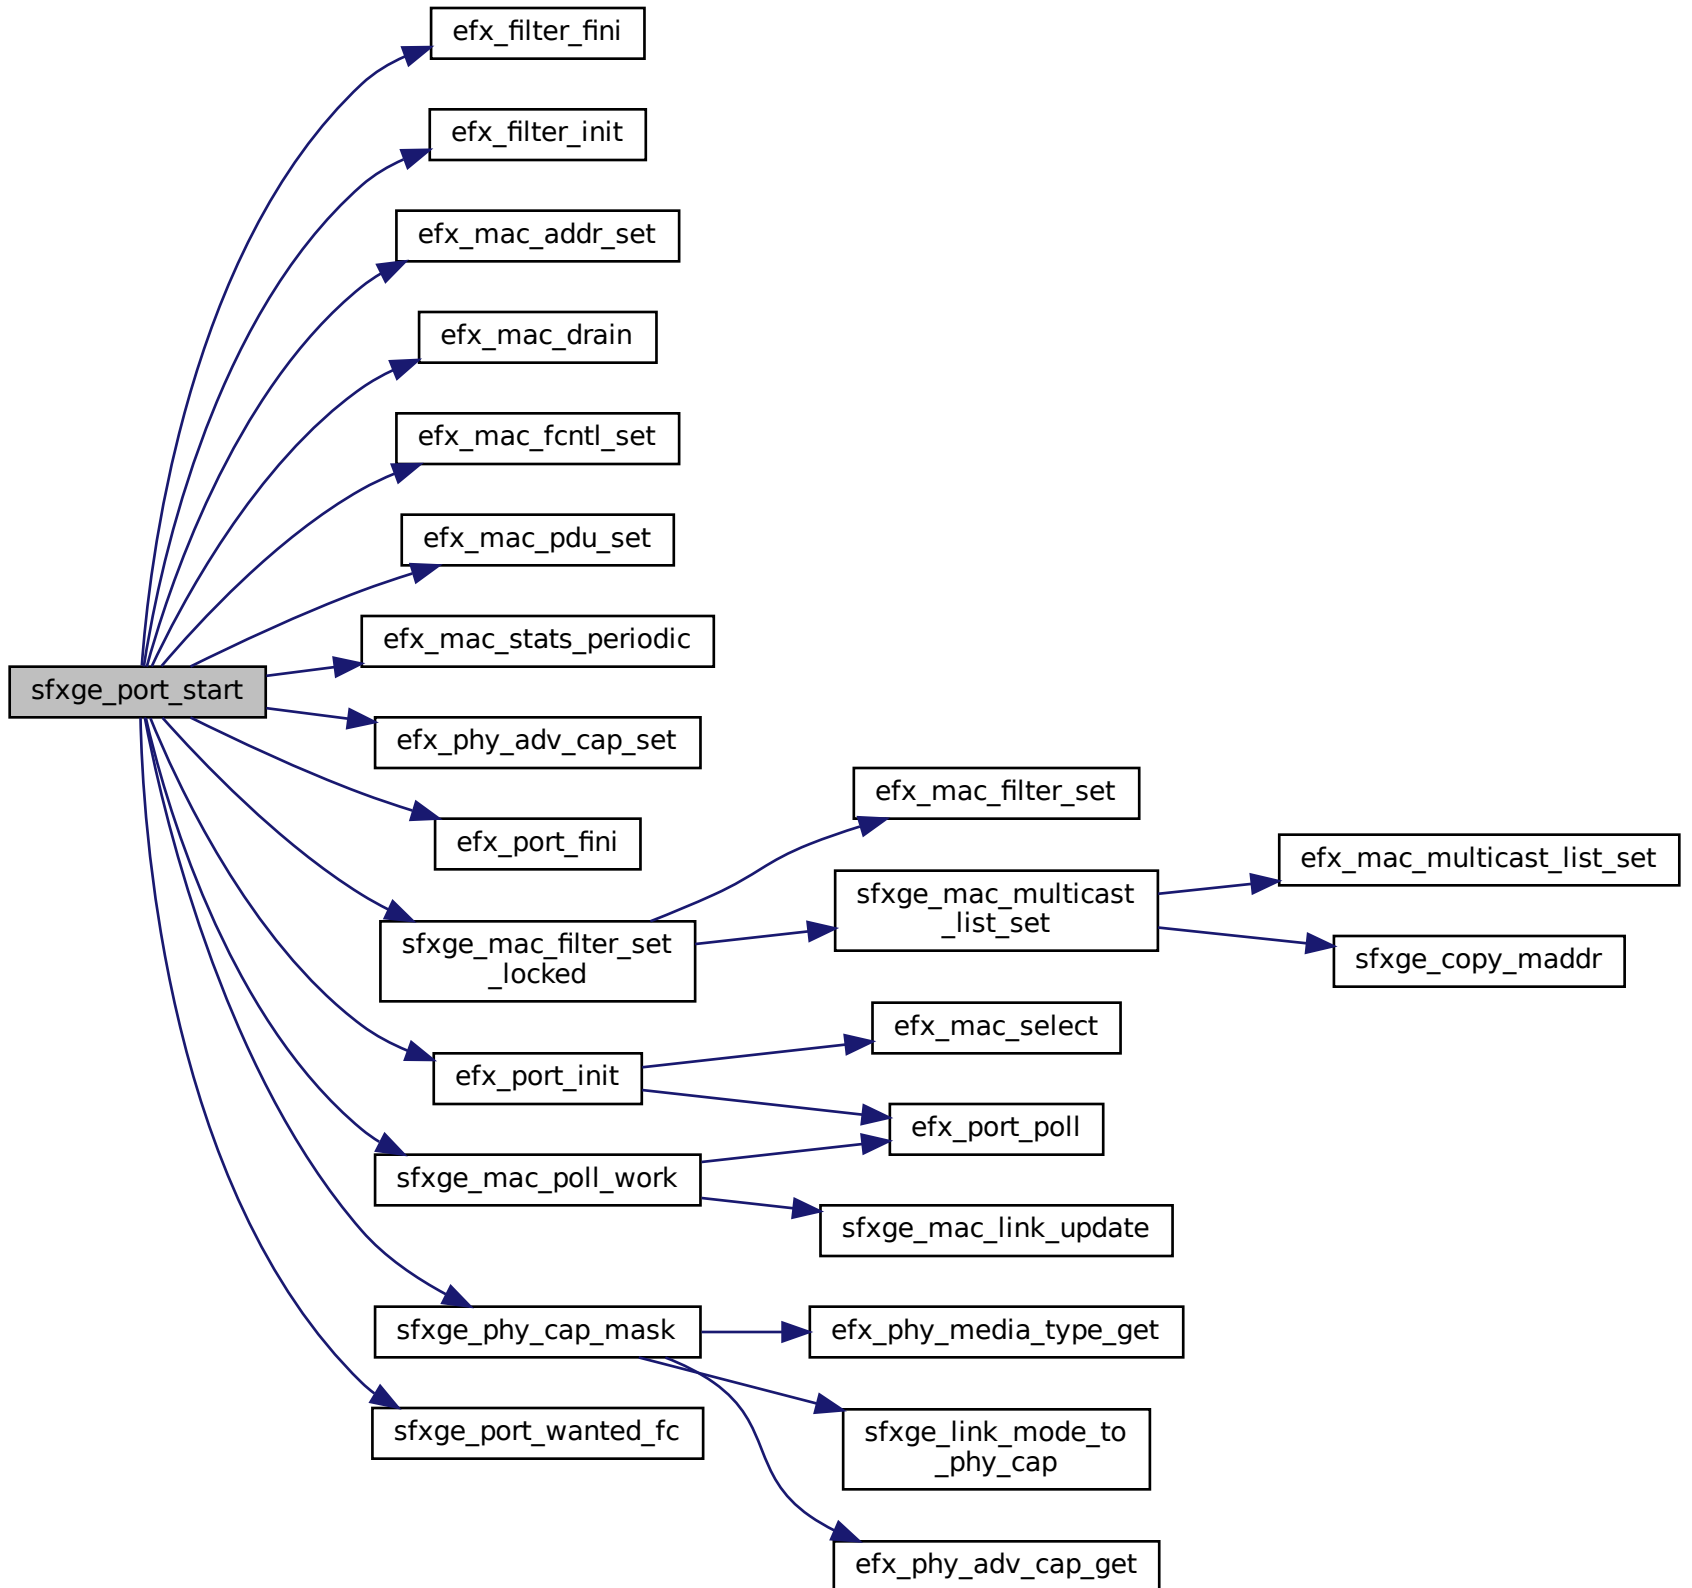 efx_filter_fini
efx_filter_init
efx_mac_addr_set
efx_mac_drain
efx_mac_fcntl_set
efx_mac_pdu_set
efx_mac_stats_periodic
sfxge_port_start
efx_phy_adv_cap_set
efx_port_fini
sfxge_mac_filter_set
_locked
efx_mac_filter_set
sfxge_mac_multicast
_list_set
efx_mac_multicast_list_set
sfxge_copy_maddr
efx_port_init
efx_mac_select
efx_port_poll
sfxge_mac_poll_work
sfxge_mac_link_update
sfxge_phy_cap_mask
efx_phy_media_type_get
sfxge_link_mode_to
_phy_cap
efx_phy_adv_cap_get
sfxge_port_wanted_fc